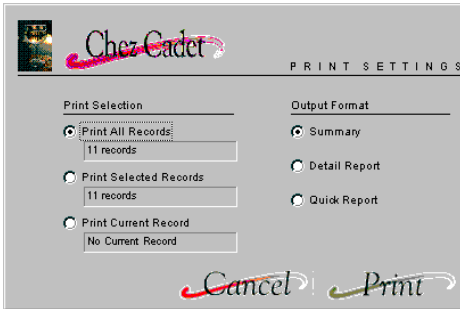 Chez Cadet
PRINT SETTINGS
Print Selection
Print All Records
11 records
Print Selected Records
11 records
Print Current Record
No Current Record
Output Format
Summary
Detail Report
Quick Report
Cancel
Print